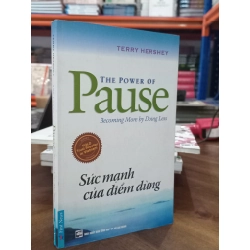 TERRY HERSHEY
THE POWER OF
Pause
Becoming More by Doing Less
Sức mạnh
của điểm dừng